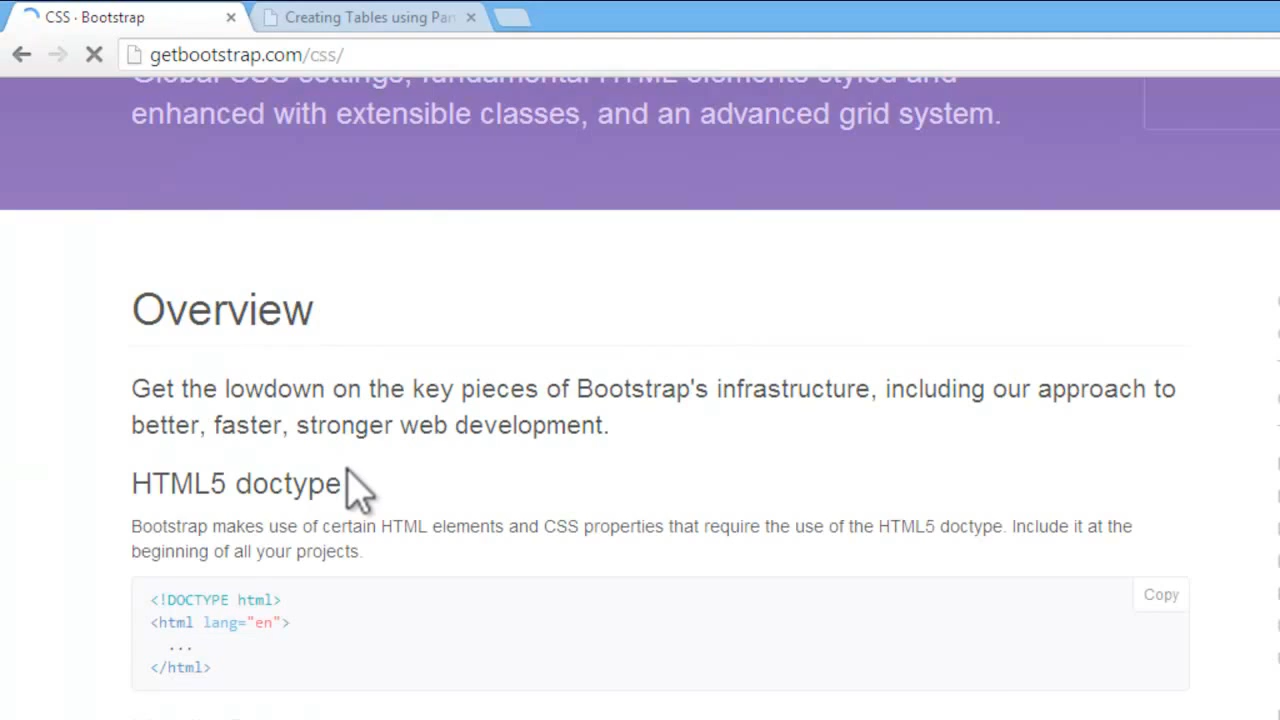 CSS · Bootstrap
Creating Tables using Pan
getbootstrap.com/css/
Global CSS settings, fundamental HTML elements styled and
enhanced with extensible classes, and an advanced grid system.
Overview
Get the lowdown on the key pieces of Bootstrap's infrastructure, including our approach to
better, faster, stronger web development.
HTML5 doctype
Bootstrap makes use of certain HTML elements and CSS properties that require the use of the HTML5 doctype. Include it at the
beginning of all your projects.
Copy
<!DOCTYPE html>
<html lang="en">
...
</html>